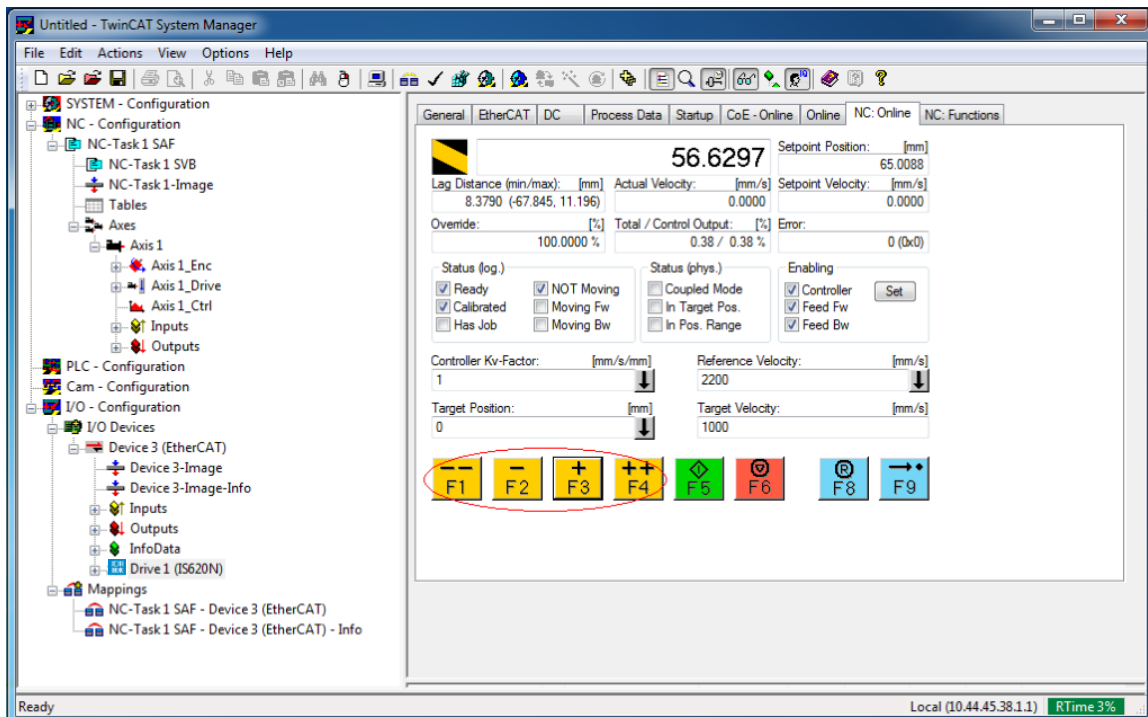 Untitled - TwinCAT System Manager
File Edit Actions View Options Help
SYSTEM - Configuration
NC - Configuration
NC-Task 1 SAF
NC-Task 1 SVB
NC-Task 1-Image
Tables
Axes
Axis 1
Axis 1_Enc
Axis 1_Drive
Axis 1_Ctrl
Inputs
Outputs
PLC - Configuration
Cam - Configuration
I/O - Configuration
I/O Devices
Device 3 (EtherCAT)
Device 3-Image
Device 3-Image-Info
Inputs
Outputs
InfoData
Drive 1 (IS620N)
Mappings
NC-Task 1 SAF - Device 3 (EtherCAT)
NC-Task 1 SAF - Device 3 (EtherCAT) - Info
General EtherCAT DC Process Data Startup CoE - Online Online NC: Online NC: Functions
56.6297
Setpoint Position: [mm]
65.0088
Lag Distance (min/max): [mm] Actual Velocity: [mm/s] Setpoint Velocity: [mm/s]
8.3790 (-67.845, 11.196) 0.0000 0.0000
Override: [%] Total / Control Output: [%] Error:
100.0000 % 0.38 / 0.38 % 0 (0x0)
Status (log.) Status (phys.) Enabling
Ready NOT Moving Coupled Mode Controller Set
Calibrated Moving Fw In Target Pos. Feed Fw
Has Job Moving Bw In Pos. Range Feed Bw
Controller Kv-Factor: [mm/s/mm] Reference Velocity: [mm/s]
1 2200
Target Position: [mm] Target Velocity: [mm/s]
0 1000
-- - + ++ R
F1 F2 F3 F4 F5 F6 F8 F9
Ready Local (10.44.45.38.1.1) RTime 3%